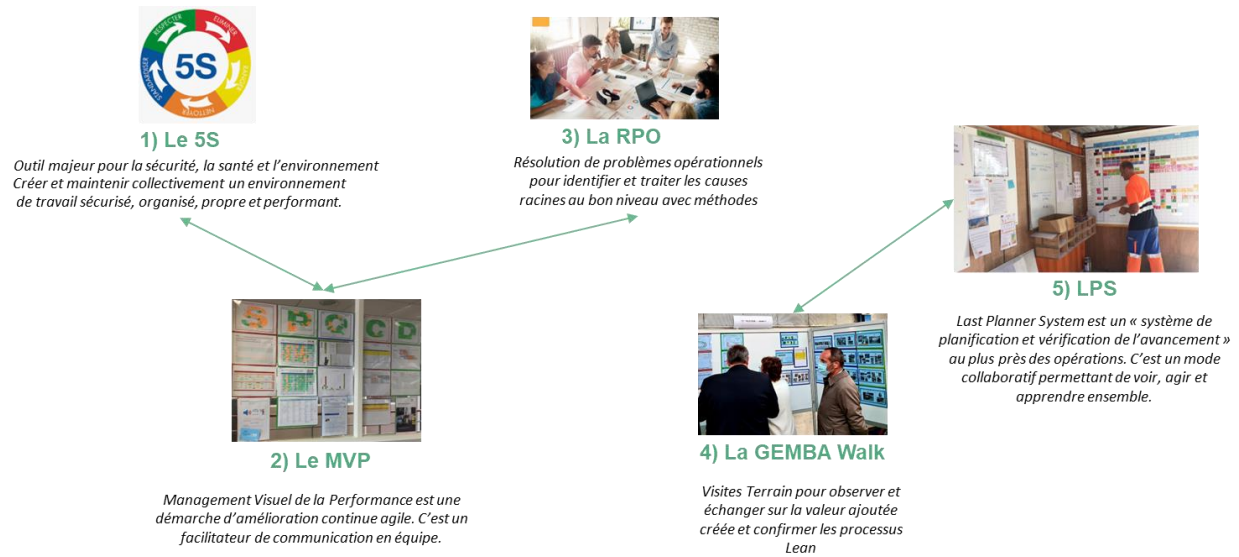 RESPECTER
ELIMINER
RANGER
NETTOYER
STANDARDISER
5S
1) Le 5S
Outil majeur pour la sécurité, la santé et l'environnement
Créer et maintenir collectivement un environnement
de travail sécurisé, organisé, propre et performant.
3) La RPO
Résolution de problèmes opérationnels
pour identifier et traiter les causes
racines au bon niveau avec méthodes
5) LPS
Last Planner System est un « système de
planification et vérification de l'avancement »
au plus près des opérations. C'est un mode
collaboratif permettant de voir, agir et
apprendre ensemble.
S P Q C D
2) Le MVP
Management Visuel de la Performance est une
démarche d'amélioration continue agile. C'est un
facilitateur de communication en équipe.
4) La GEMBA Walk
Visites Terrain pour observer et
échanger sur la valeur ajoutée
créée et confirmer les processus
Lean